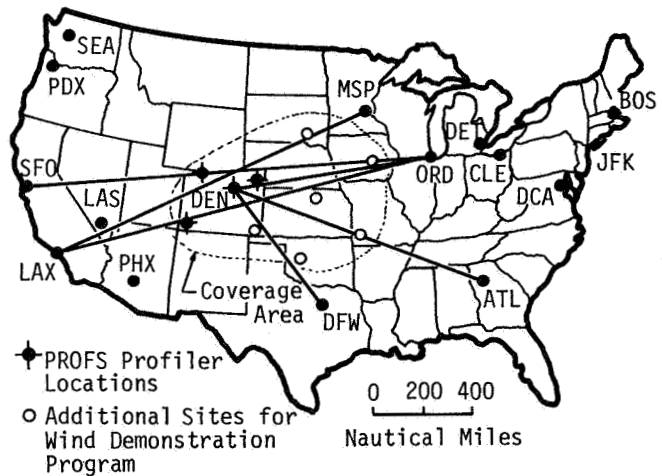 SEA
PDX
MSP
BOS
DET
SFO
ORD
CLE
JFK
LAS
DEN
DCA
LAX
PHX
Coverage
Area
DFW
ATL
PROFS Profiler
Locations
Additional Sites for
Wind Demonstration
Program
0 200 400
Nautical Miles